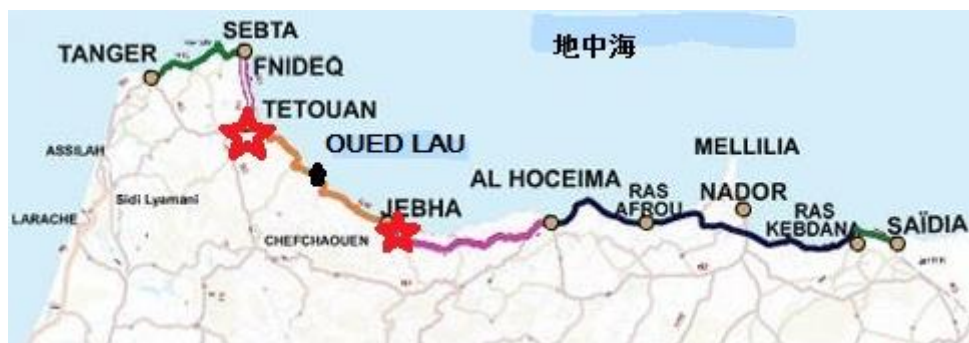 SEBTA
地中海
TANGER
FNIDEQ
TETOUAN
OUED LAU
ASSILAH
MELLILIA
Sidi Lyamani
AL HOCEIMA
RAS
AFROU
NADOR
LARACHE
JEBHA
RAS
KEBDANA
SAÏDIA
CHEFCHAOUEN